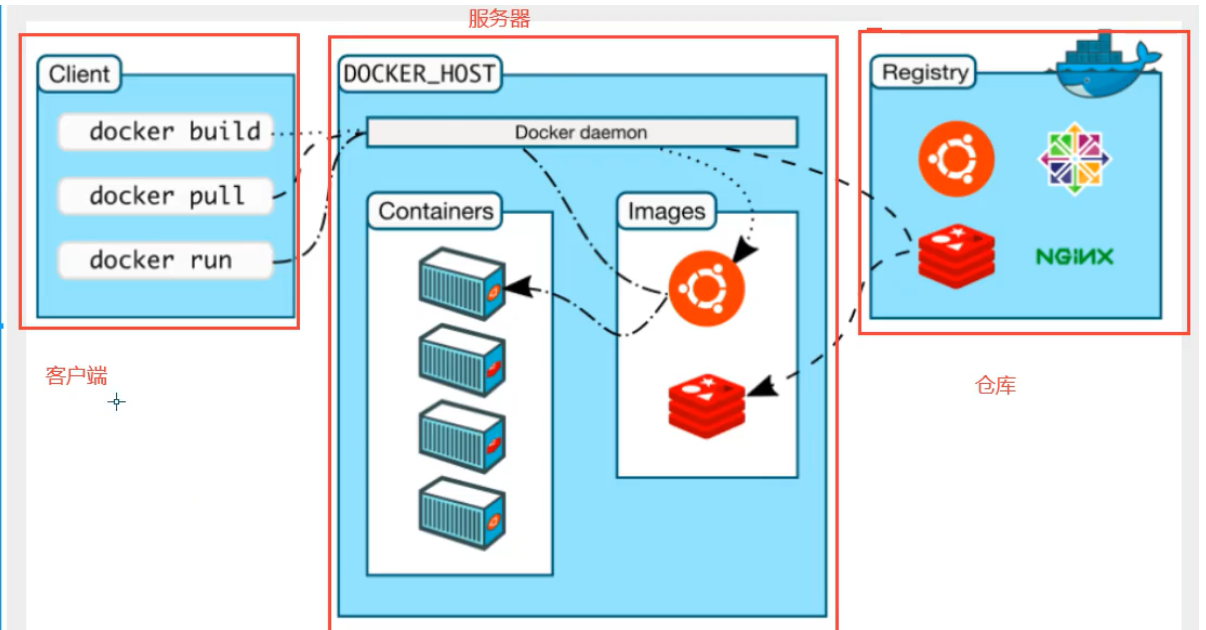 服务器
Client
docker build
docker pull
docker run
客户端
DOCKER_HOST
Docker daemon
Containers
Images
Registry
NGiNX
仓库